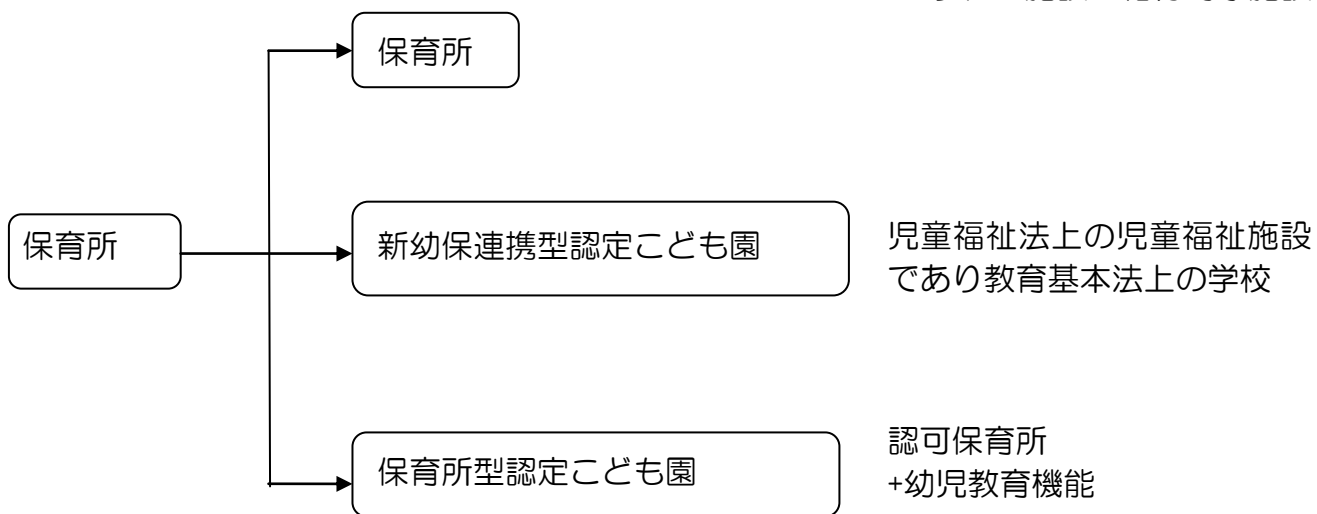 保育所
保育所
新幼保連携型認定こども園
児童福祉法上の児童福祉施設
であり教育基本法上の学校
認可保育所
保育所型認定こども園
+幼児教育機能